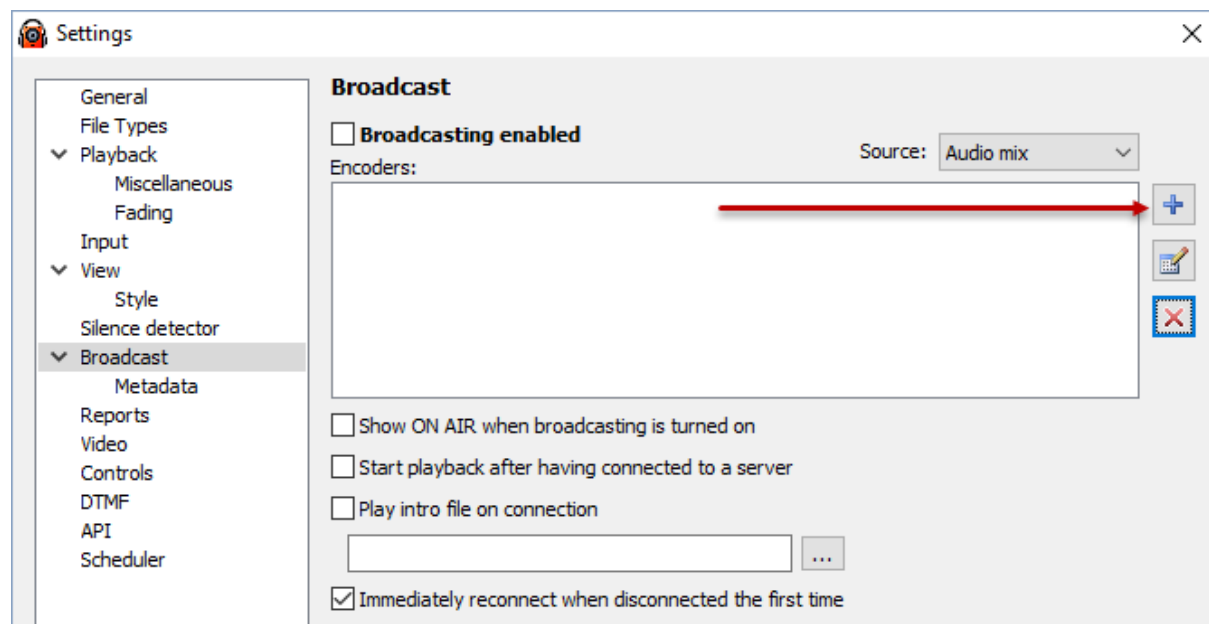 Settings
General
File Types
Playback
Miscellaneous
Fading
Input
View
Style
Silence detector
Broadcast
Metadata
Reports
Video
Controls
DTMF
API
Scheduler
Broadcast
Broadcasting enabled
Source: Audio mix
Encoders:
Show ON AIR when broadcasting is turned on
Start playback after having connected to a server
Play intro file on connection
...
Immediately reconnect when disconnected the first time